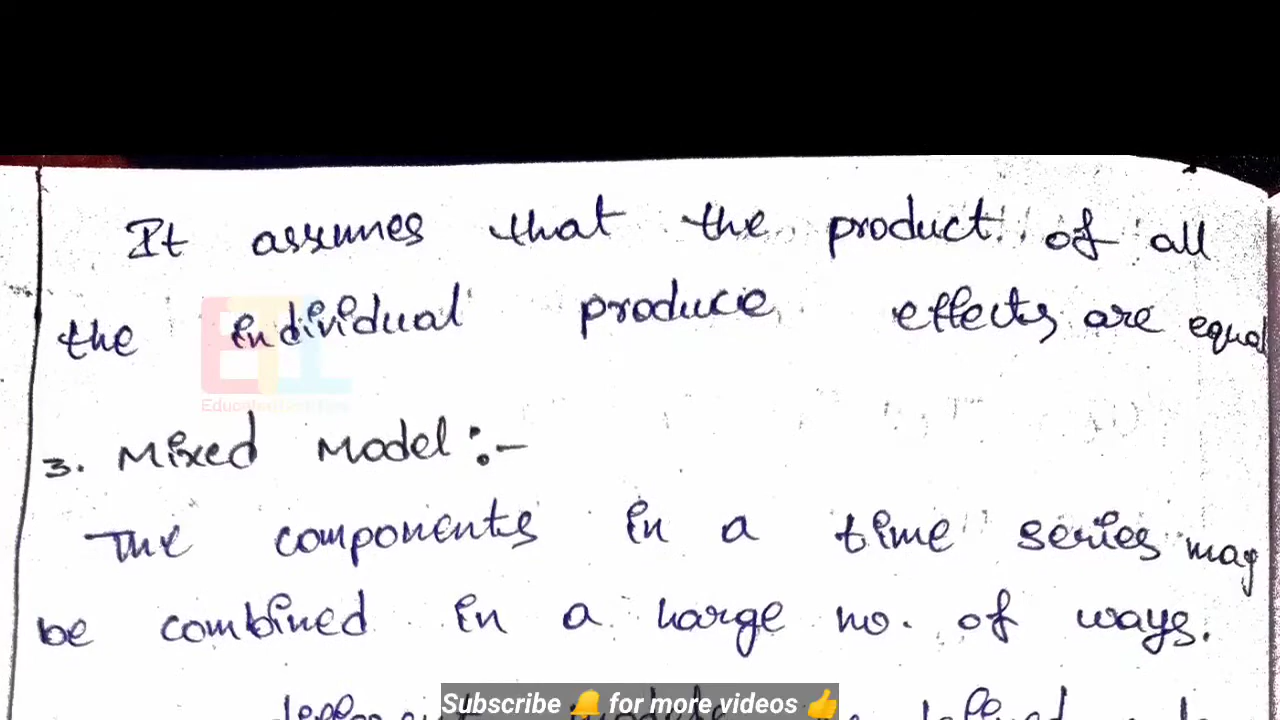 It assumes that the product of all
the individual produce effects are equal
3. Mixed Model :-
The components in a time series may
be combined in a large no. of ways.
Subscribe 🔔 for more videos 👍